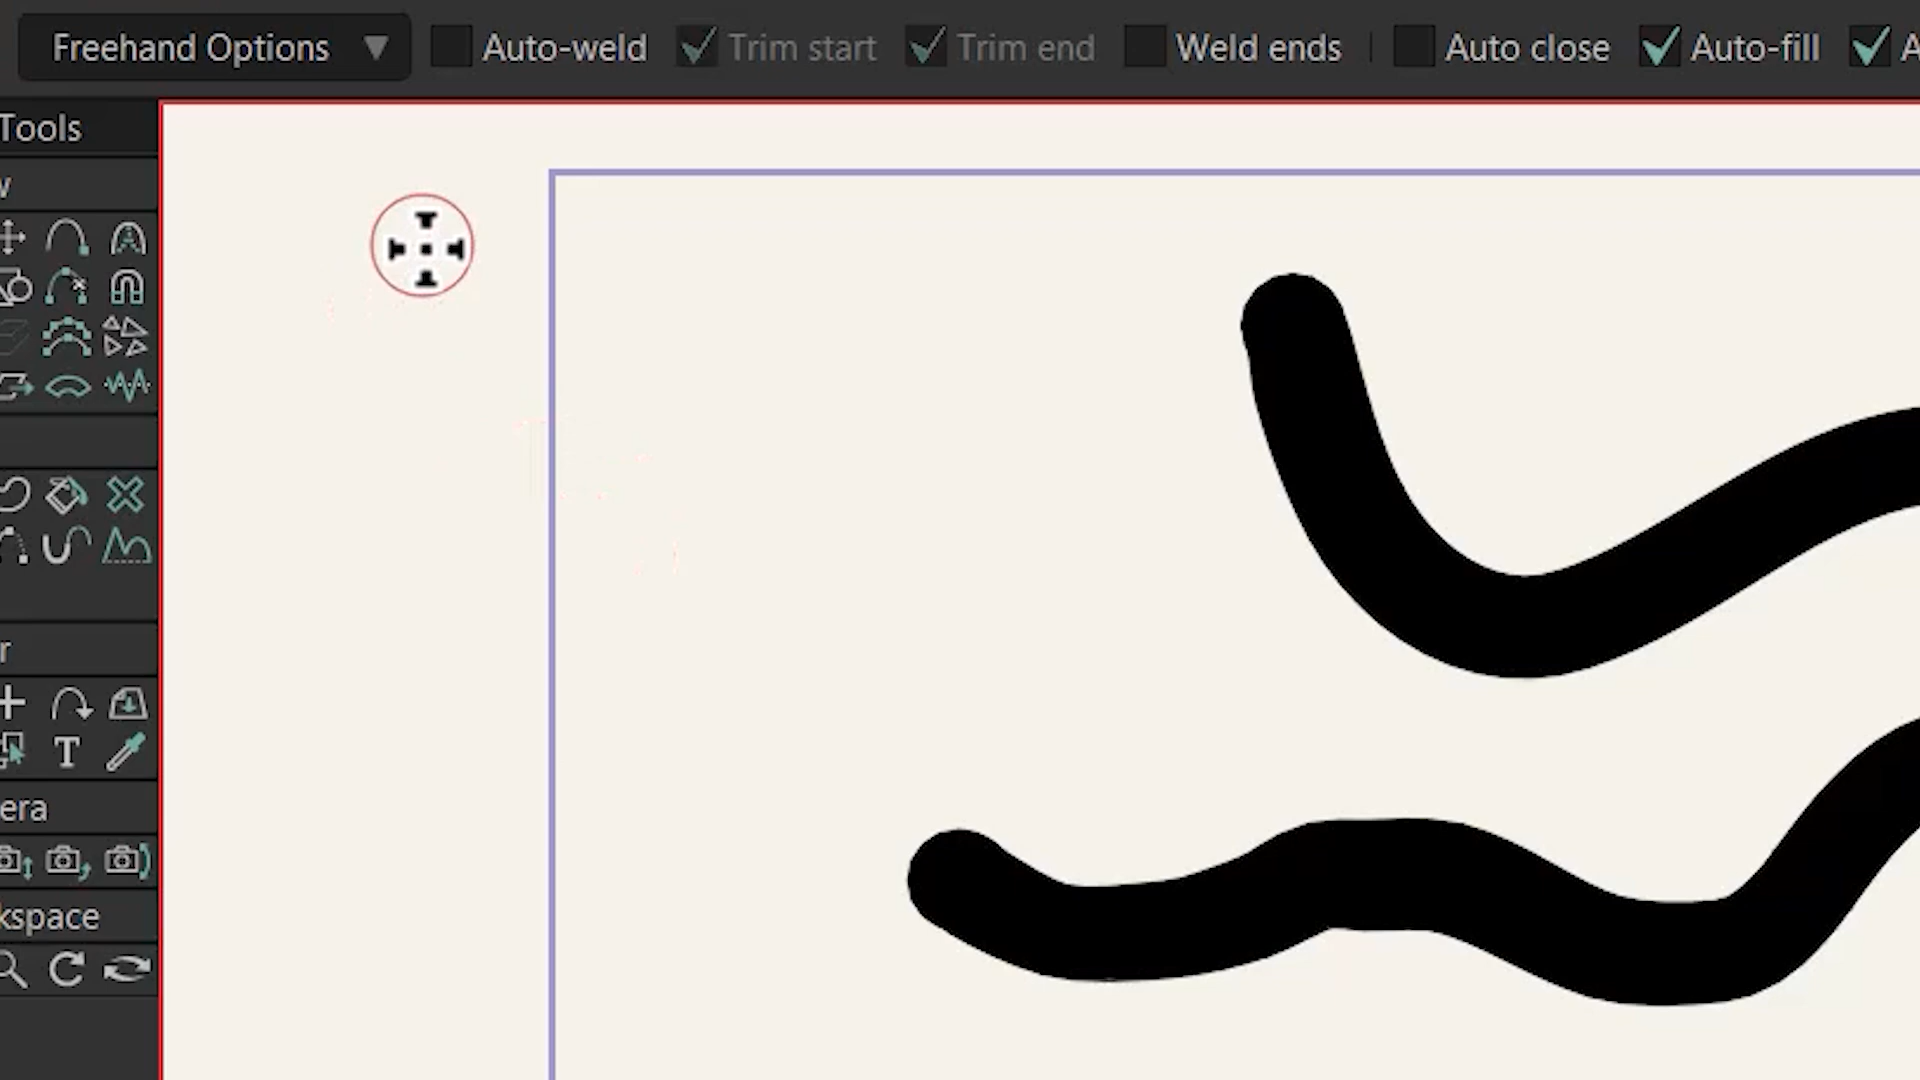 Freehand Options Auto-weld Trim start Trim end Weld ends Auto close Auto-fill
Tools
T
era
kspace